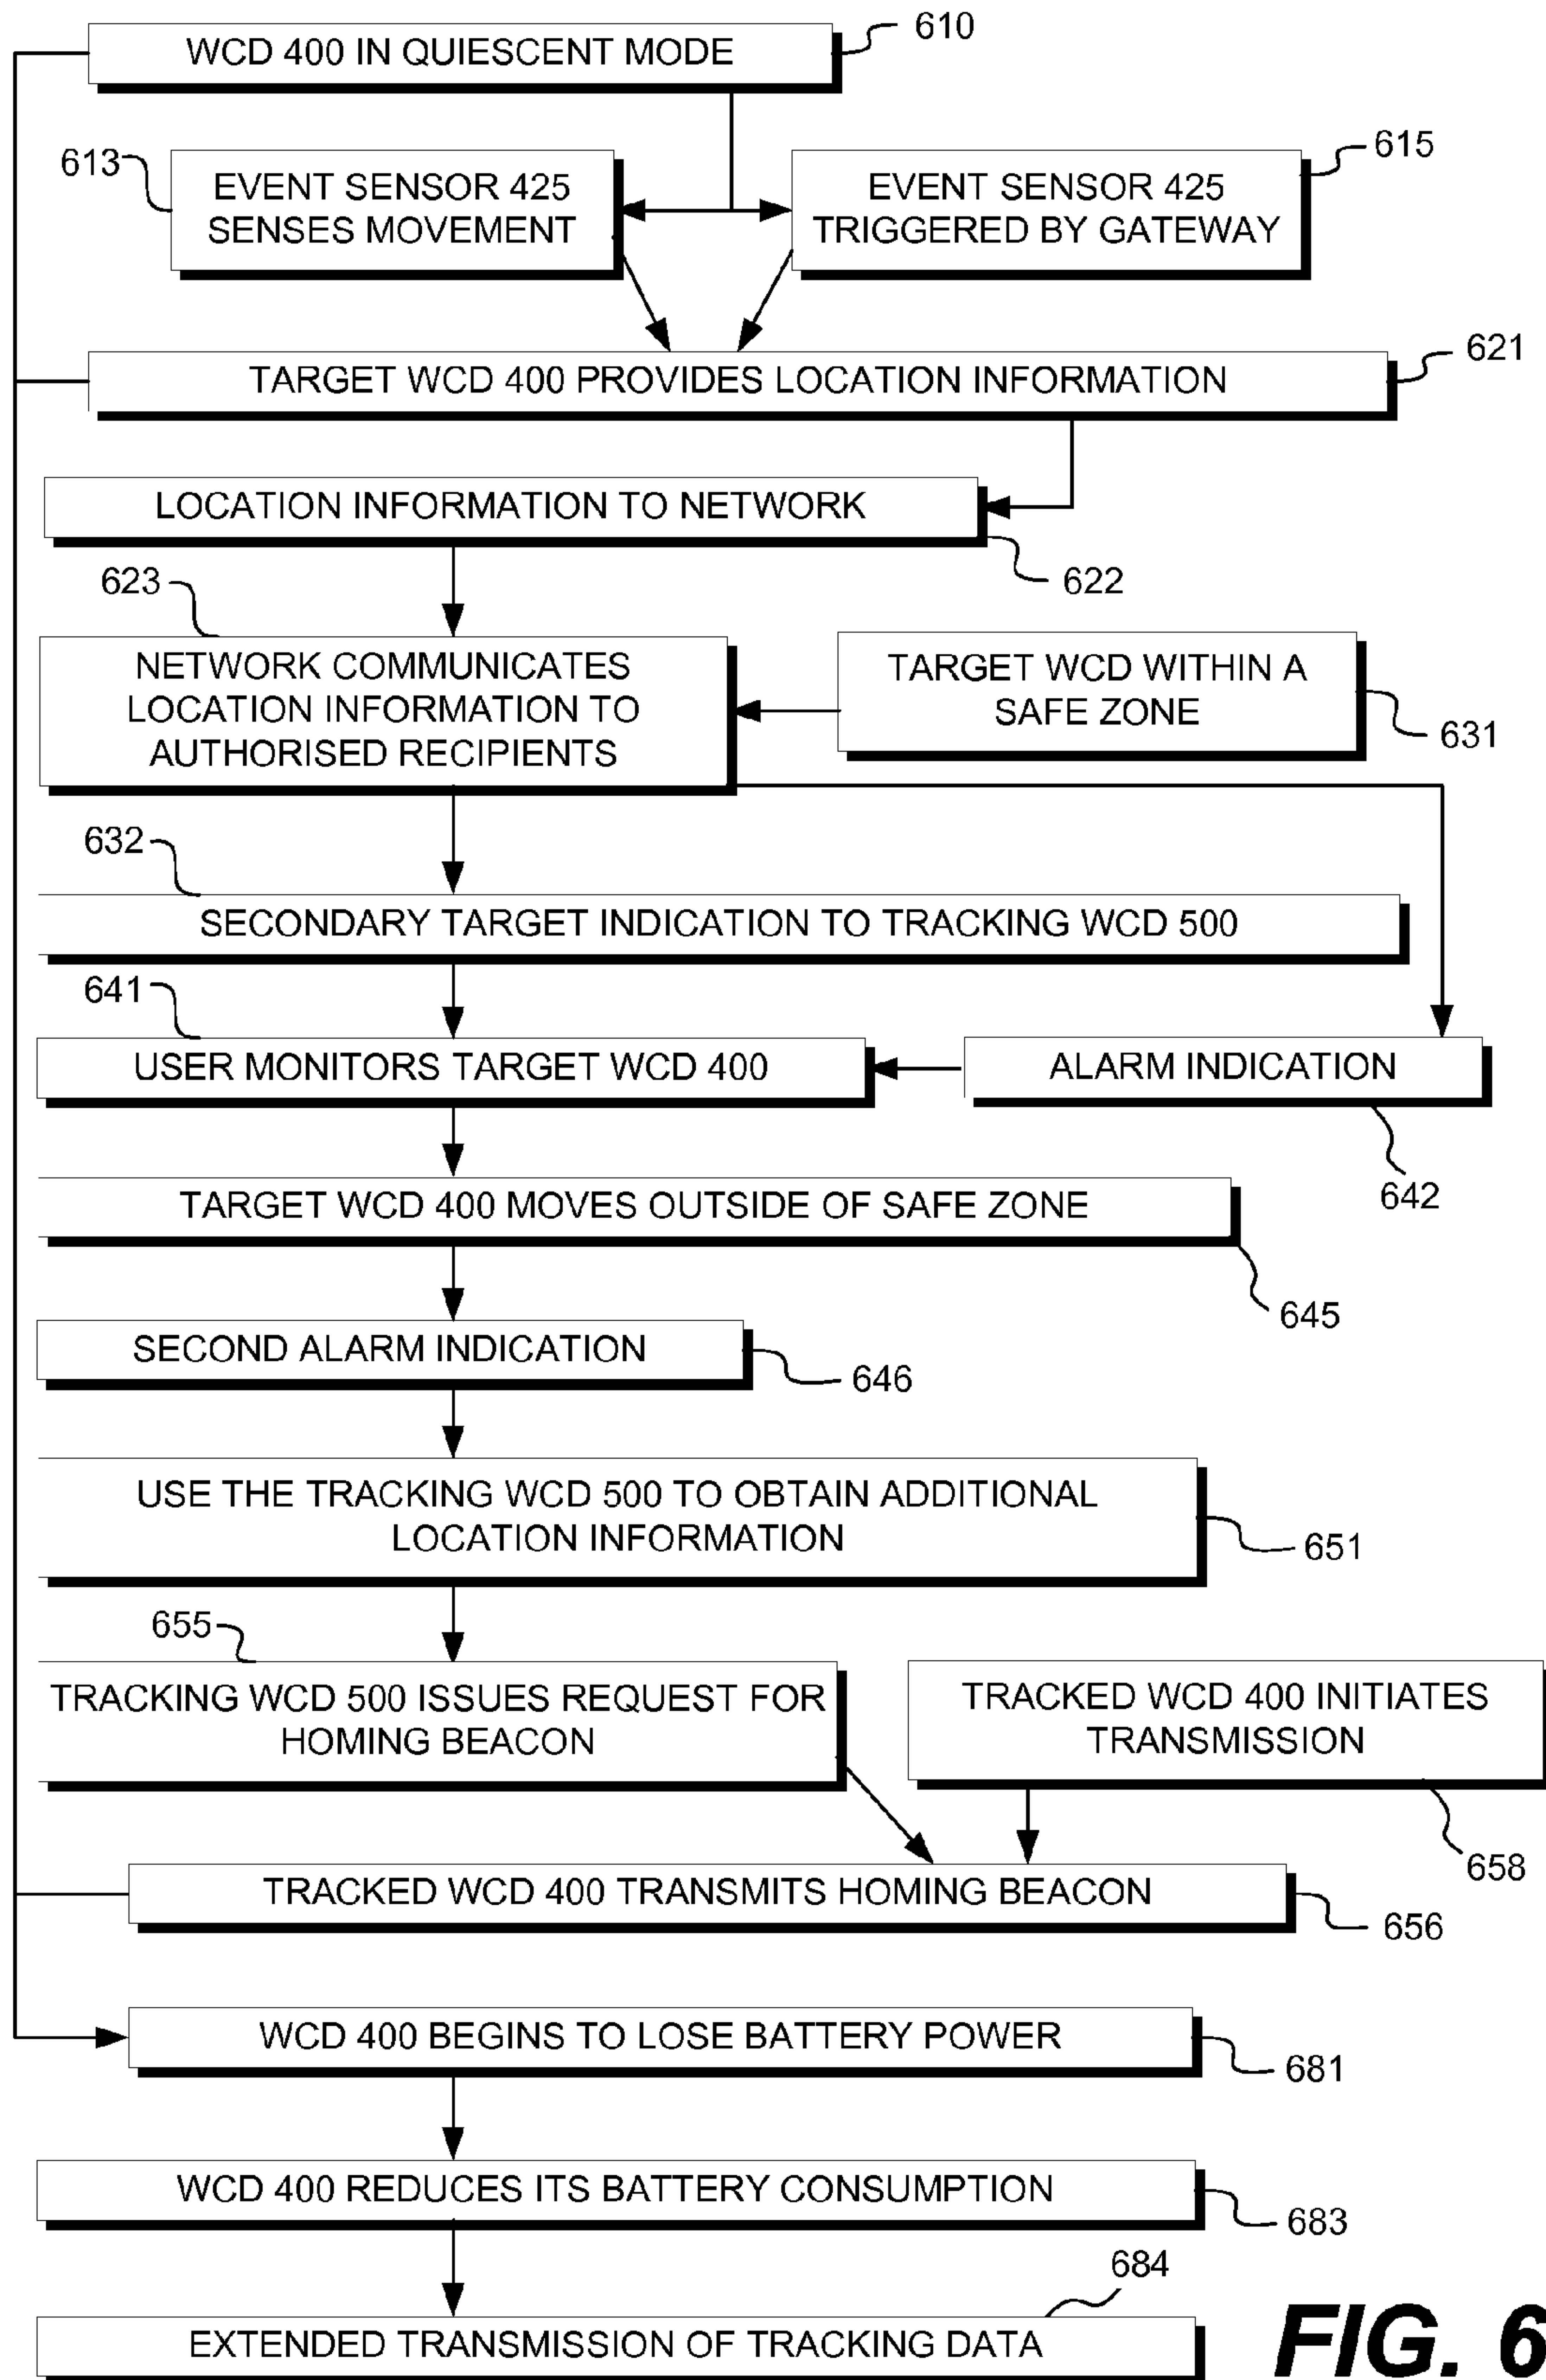 WCD 400 IN QUIESCENT MODE
610
613
EVENT SENSOR 425
SENSES MOVEMENT
EVENT SENSOR 425
TRIGGERED BY GATEWAY
615
TARGET WCD 400 PROVIDES LOCATION INFORMATION
621
LOCATION INFORMATION TO NETWORK
622
623
NETWORK COMMUNICATES
LOCATION INFORMATION TO
AUTHORISED RECIPIENTS
TARGET WCD WITHIN A
SAFE ZONE
631
632
SECONDARY TARGET INDICATION TO TRACKING WCD 500
641
USER MONITORS TARGET WCD 400
ALARM INDICATION
642
TARGET WCD 400 MOVES OUTSIDE OF SAFE ZONE
645
SECOND ALARM INDICATION
646
USE THE TRACKING WCD 500 TO OBTAIN ADDITIONAL
LOCATION INFORMATION
651
655
TRACKING WCD 500 ISSUES REQUEST FOR
HOMING BEACON
TRACKED WCD 400 INITIATES
TRANSMISSION
658
TRACKED WCD 400 TRANSMITS HOMING BEACON
656
WCD 400 BEGINS TO LOSE BATTERY POWER
681
WCD 400 REDUCES ITS BATTERY CONSUMPTION
683
684
EXTENDED TRANSMISSION OF TRACKING DATA
FIG. 6